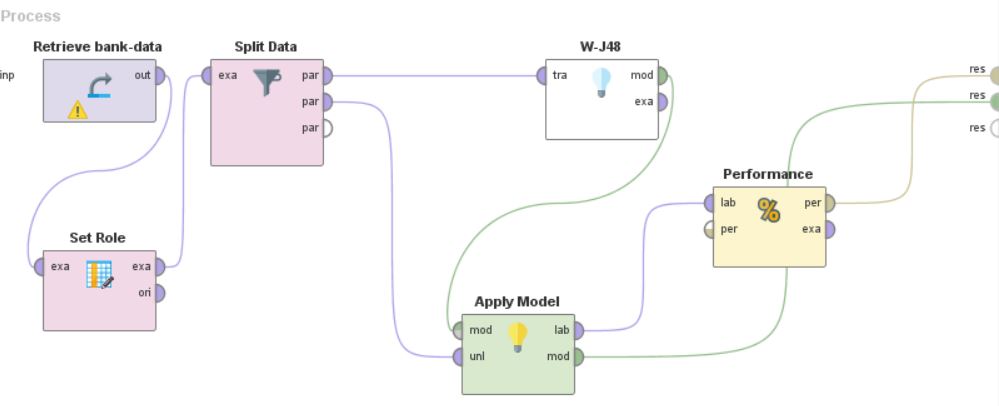 Process
Retrieve bank-data
Split Data
W-J48
inp
out
exa
par
tra
mod
res
par
exa
res
par
res
Performance
lab
per
per
exa
Set Role
exa
exa
ori
Apply Model
mod
lab
unl
mod